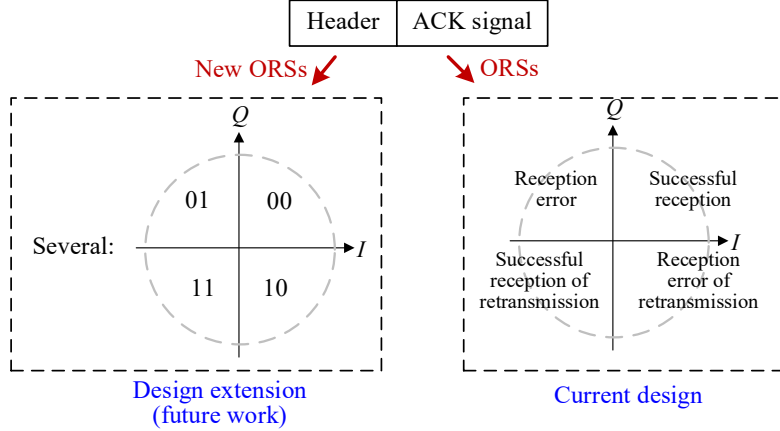 Header ACK signal
New ORSs ORSs
Q
01 00
Several: I
11 10
Design extension
(future work)
Q
Reception
error
Successful
reception
I
Successful
reception of
retransmission
Reception
error of
retransmission
Current design